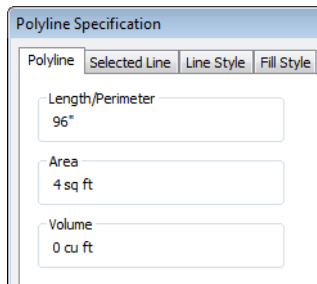 Polyline Specification
Polyline Selected Line Line Style Fill Style
Length/Perimeter
96"
Area
4 sq ft
Volume
0 cu ft